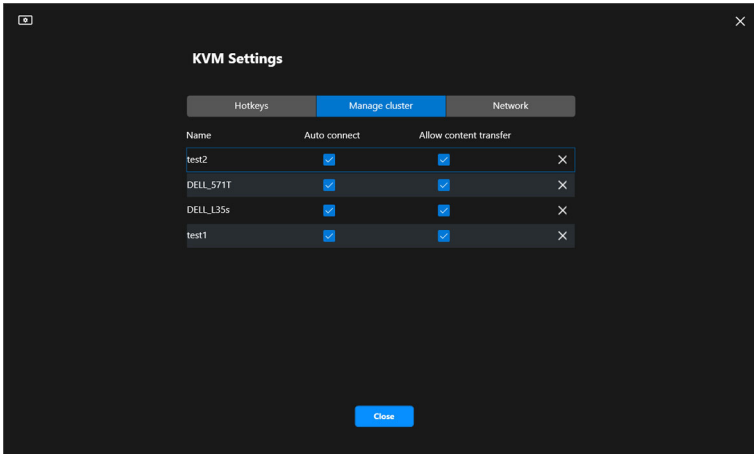 KVM Settings
Hotkeys Manage cluster Network
Name Auto connect Allow content transfer
test2
DELL_571T
DELL_L35s
test1
Close